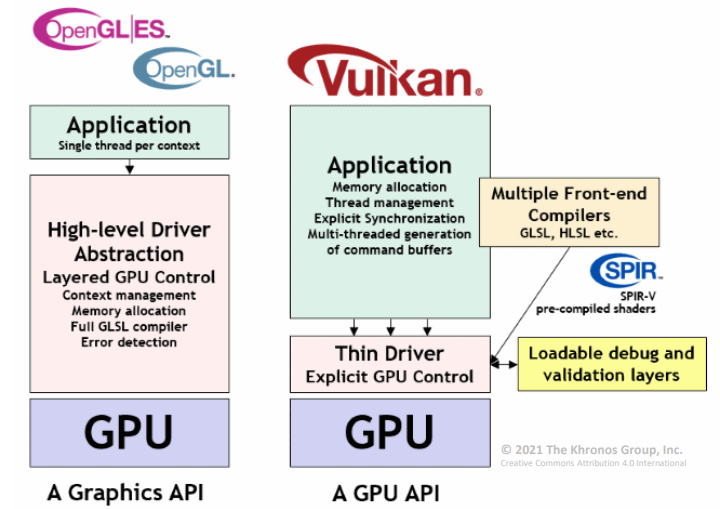 OpenGL|ES™
OpenGL.
Application
Single thread per context
High-level Driver
Abstraction
Layered GPU Control
Context management
Memory allocation
Full GLSL compiler
Error detection
GPU
A Graphics API
Vulkan®
Application
Memory allocation
Thread management
Explicit Synchronization
Multi-threaded generation
of command buffers
Multiple Front-end
Compilers
GLSL, HLSL etc.
SPIR™
SPIR-V
pre-compiled shaders
Thin Driver
Explicit GPU Control
Loadable debug and
validation layers
GPU
A GPU API
© 2021 The Khronos Group, Inc.
Creative Commons Attribution 4.0 International